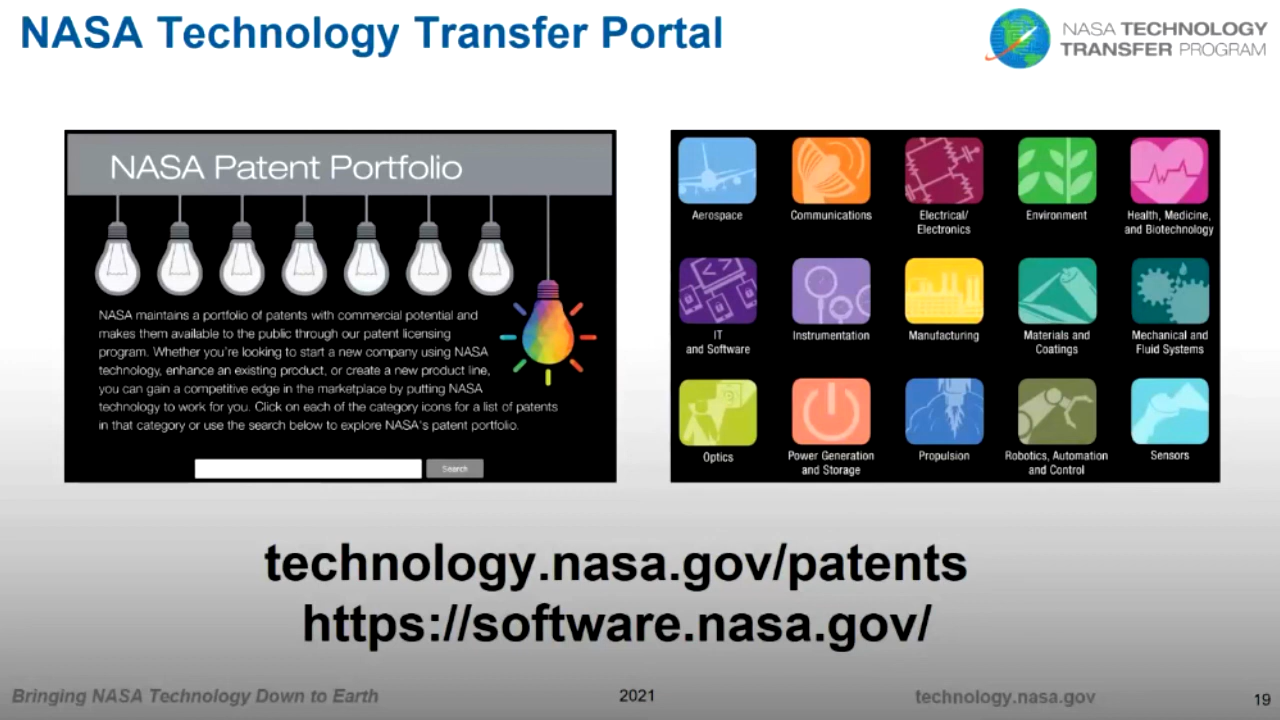 NASA Technology Transfer Portal
NASA TECHNOLOGY
TRANSFER PROGRAM
NASA Patent Portfolio
NASA maintains a portfolio of patents with commercial potential and
makes them available to the public through our patent licensing
program. Whether you're looking to start a new company using NASA
technology, enhance an existing product, or create a new product line,
you can gain a competitive edge in the marketplace by putting NASA
technology to work for you. Click on each of the category icons for a list of patents
in that category or use the search below to explore NASA's patent portfolio.
Search
Aerospace
Communications
Electrical/
Electronics
Environment
Health, Medicine,
and Biotechnology
IT
and Software
Instrumentation
Manufacturing
Materials and
Coatings
Mechanical and
Fluid Systems
Optics
Power Generation
and Storage
Propulsion
Robotics, Automation
and Control
Sensors
technology.nasa.gov/patents
https://software.nasa.gov/
Bringing NASA Technology Down to Earth
2021
technology.nasa.gov
19